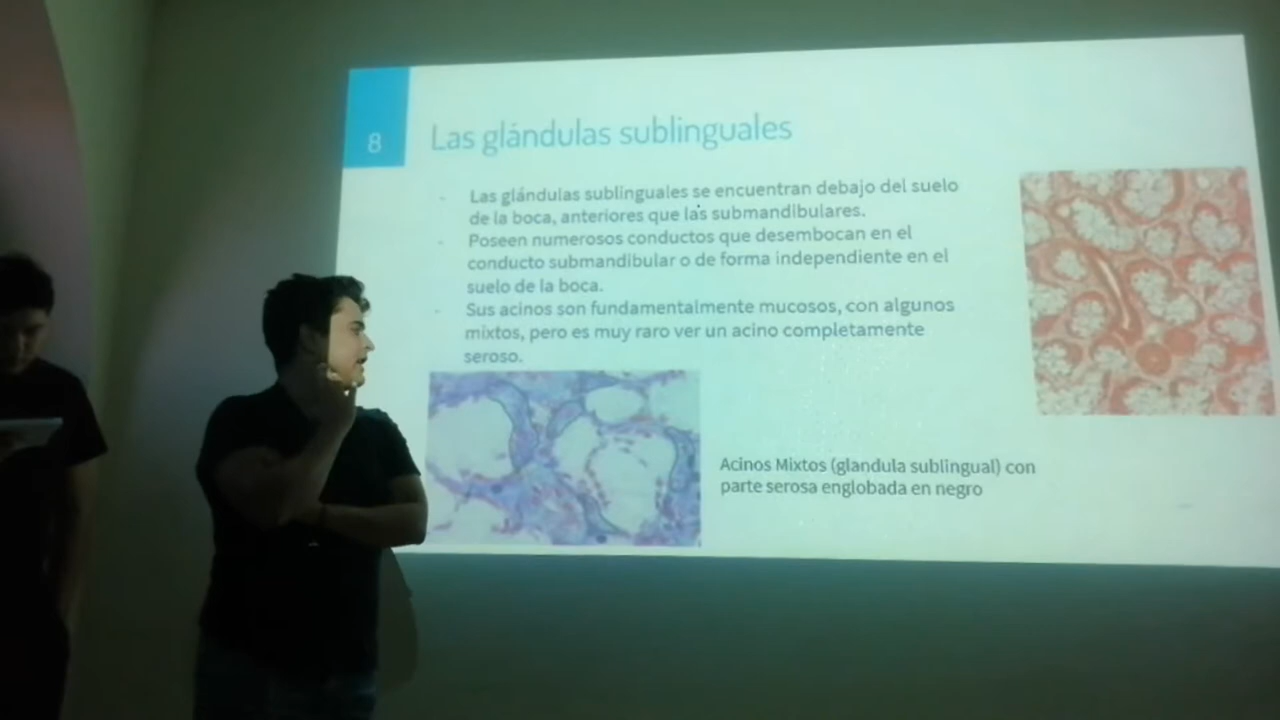 8
Las glándulas sublinguales
- Las glándulas sublinguales se encuentran debajo del suelo
de la boca, anteriores que las submandibulares.
- Poseen numerosos conductos que desembocan en el
conducto submandibular o de forma independiente en el
suelo de la boca.
- Sus acinos son fundamentalmente mucosos, con algunos
mixtos, pero es muy raro ver un acino completamente
seroso.
Acinos Mixtos (glandula sublingual) con
parte serosa englobada en negro